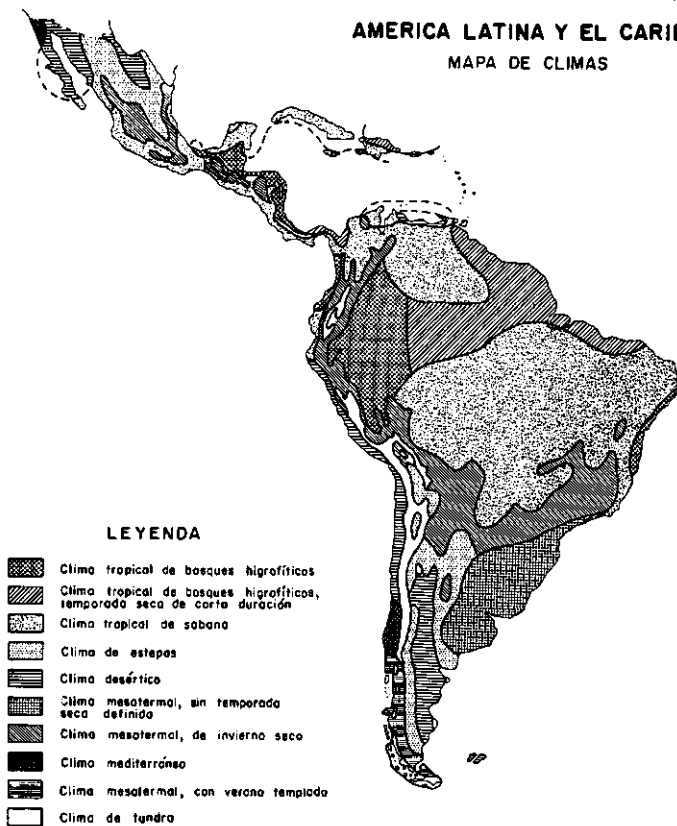 AMERICA LATINA Y EL CARIB
MAPA DE CLIMAS
LEYENDA
Clima tropical de bosques higrofíticos
Clima tropical de bosques higrofíticos,
temporada seca de corta duración
Clima tropical de sabana
Clima de estepas
Clima desértico
Clima mesotermal, sin temporada
seca definida
Clima mesotermal, de invierno seco
Clima mediterráneo
Clima mesotermal, con verano templado
Clima de tundra